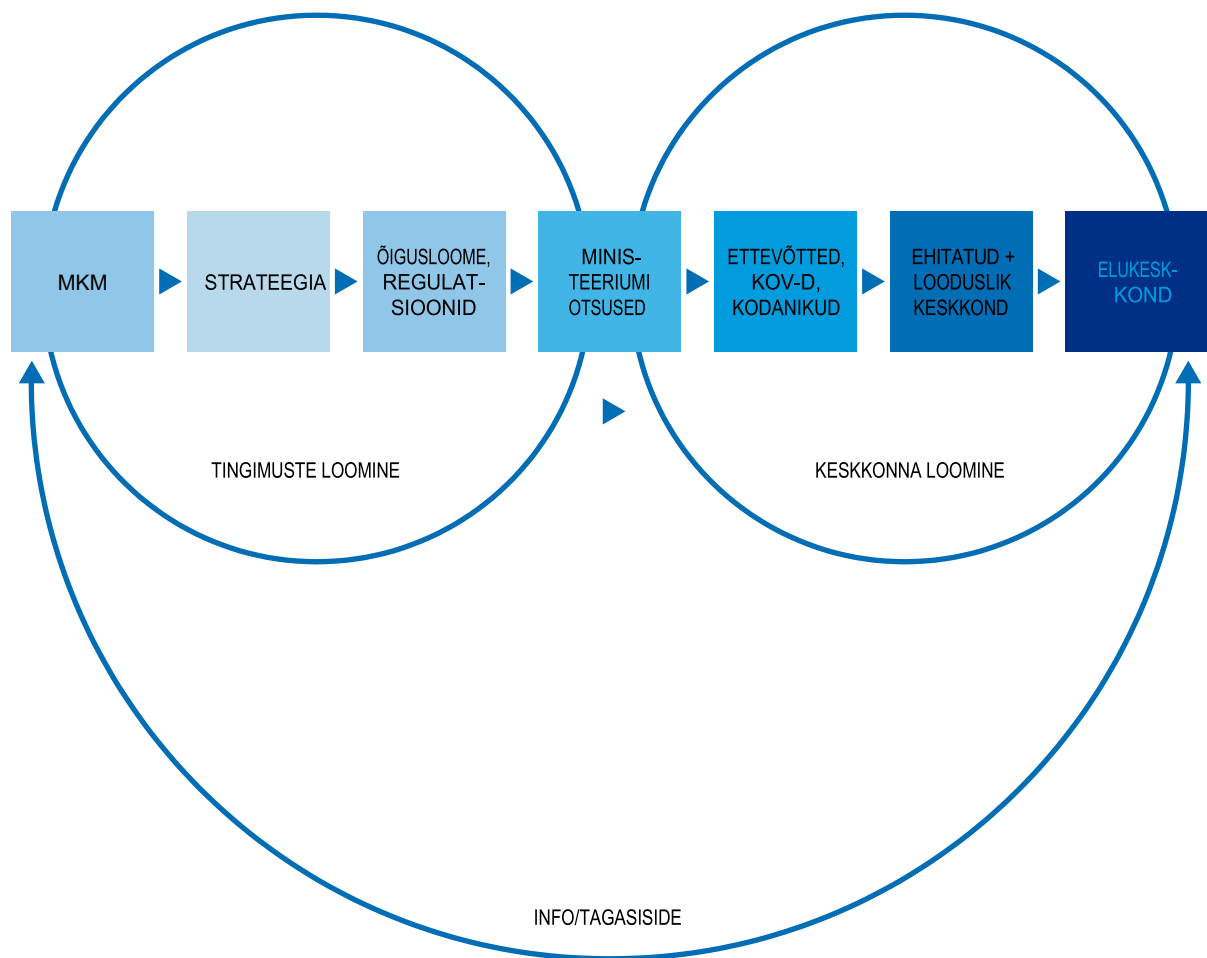 MKM
STRATEEGIA
ÕIGUSLOOME,
REGULAT-
SIOONID
MINIS-
TEERIUMI
OTSUSED
ETTEVÕTTED,
KOV-D,
KODANIKUD
EHITATUD +
LOODUSLIK
KESKKOND
ELUKESK-
KOND
TINGIMUSTE LOOMINE
KESKKONNA LOOMINE
INFO/TAGASISIDE